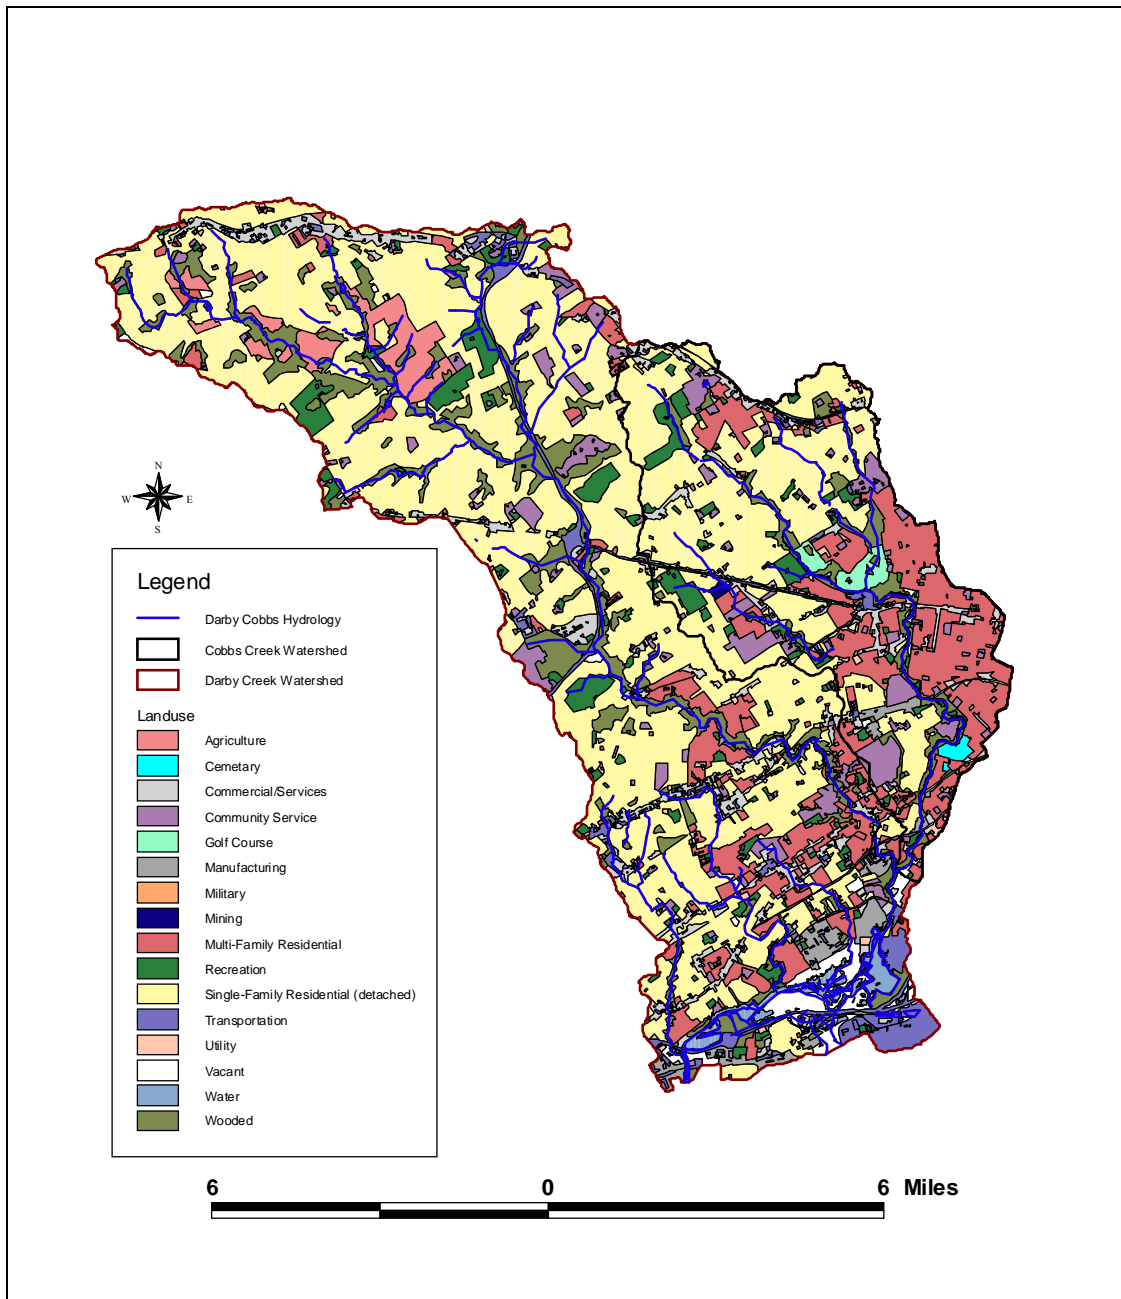 N
W E
S
Legend
Darby Cobbs Hydrology
Cobbs Creek Watershed
Darby Creek Watershed
Landuse
Agriculture
Cemetary
Commercial/Services
Community Service
Golf Course
Manufacturing
Military
Mining
Multi-Family Residential
Recreation
Single-Family Residential (detached)
Transportation
Utility
Vacant
Water
Wooded
6 0 6 Miles